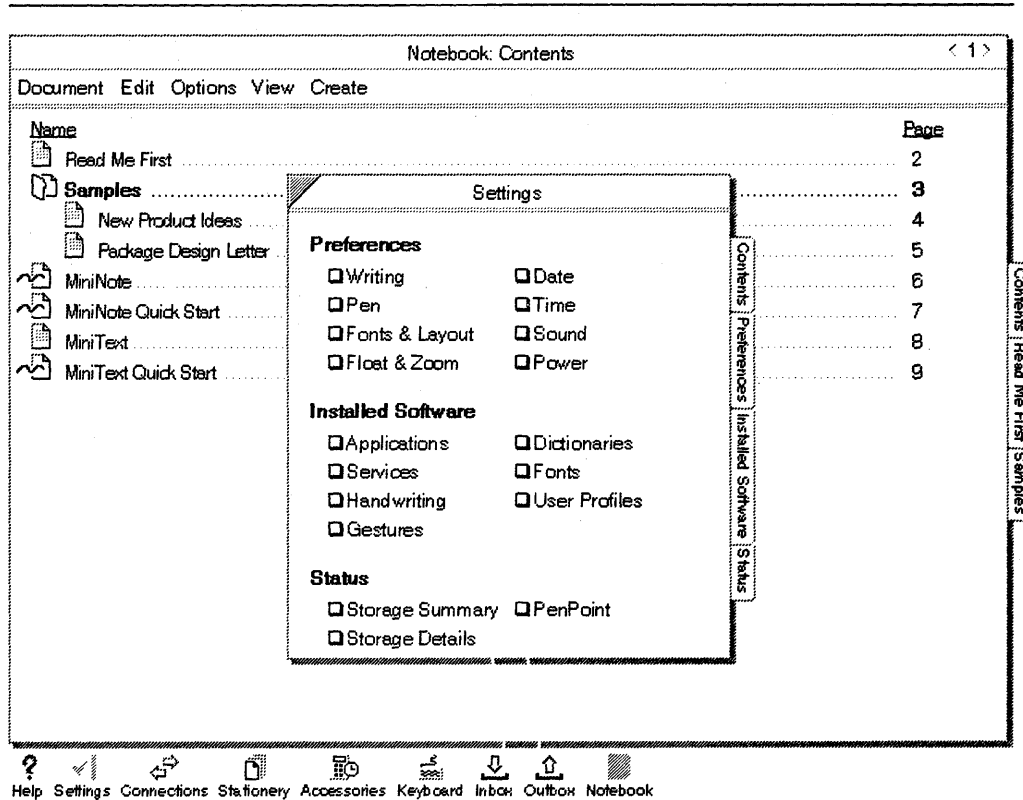 Notebook: Contents < 1 >
Document Edit Options View Create
Name Page
Read Me First 2
Samples 3
New Product Ideas 4
Package Design Letter 5
MiniNote 6
MiniNote Quick Start 7
MiniText 8
MiniText Quick Start 9
Settings
Preferences
Writing Date
Pen Time
Fonts & Layout Sound
Float & Zoom Power
Installed Software
Applications Dictionaries
Services Fonts
Handwriting User Profiles
Gestures
Status
Storage Summary PenPoint
Storage Details
Contents Preferences Installed Software Status
Contents Read Me First Samples
Help Settings Connections Stationery Accessories Keyboard Inbox Outbox Notebook